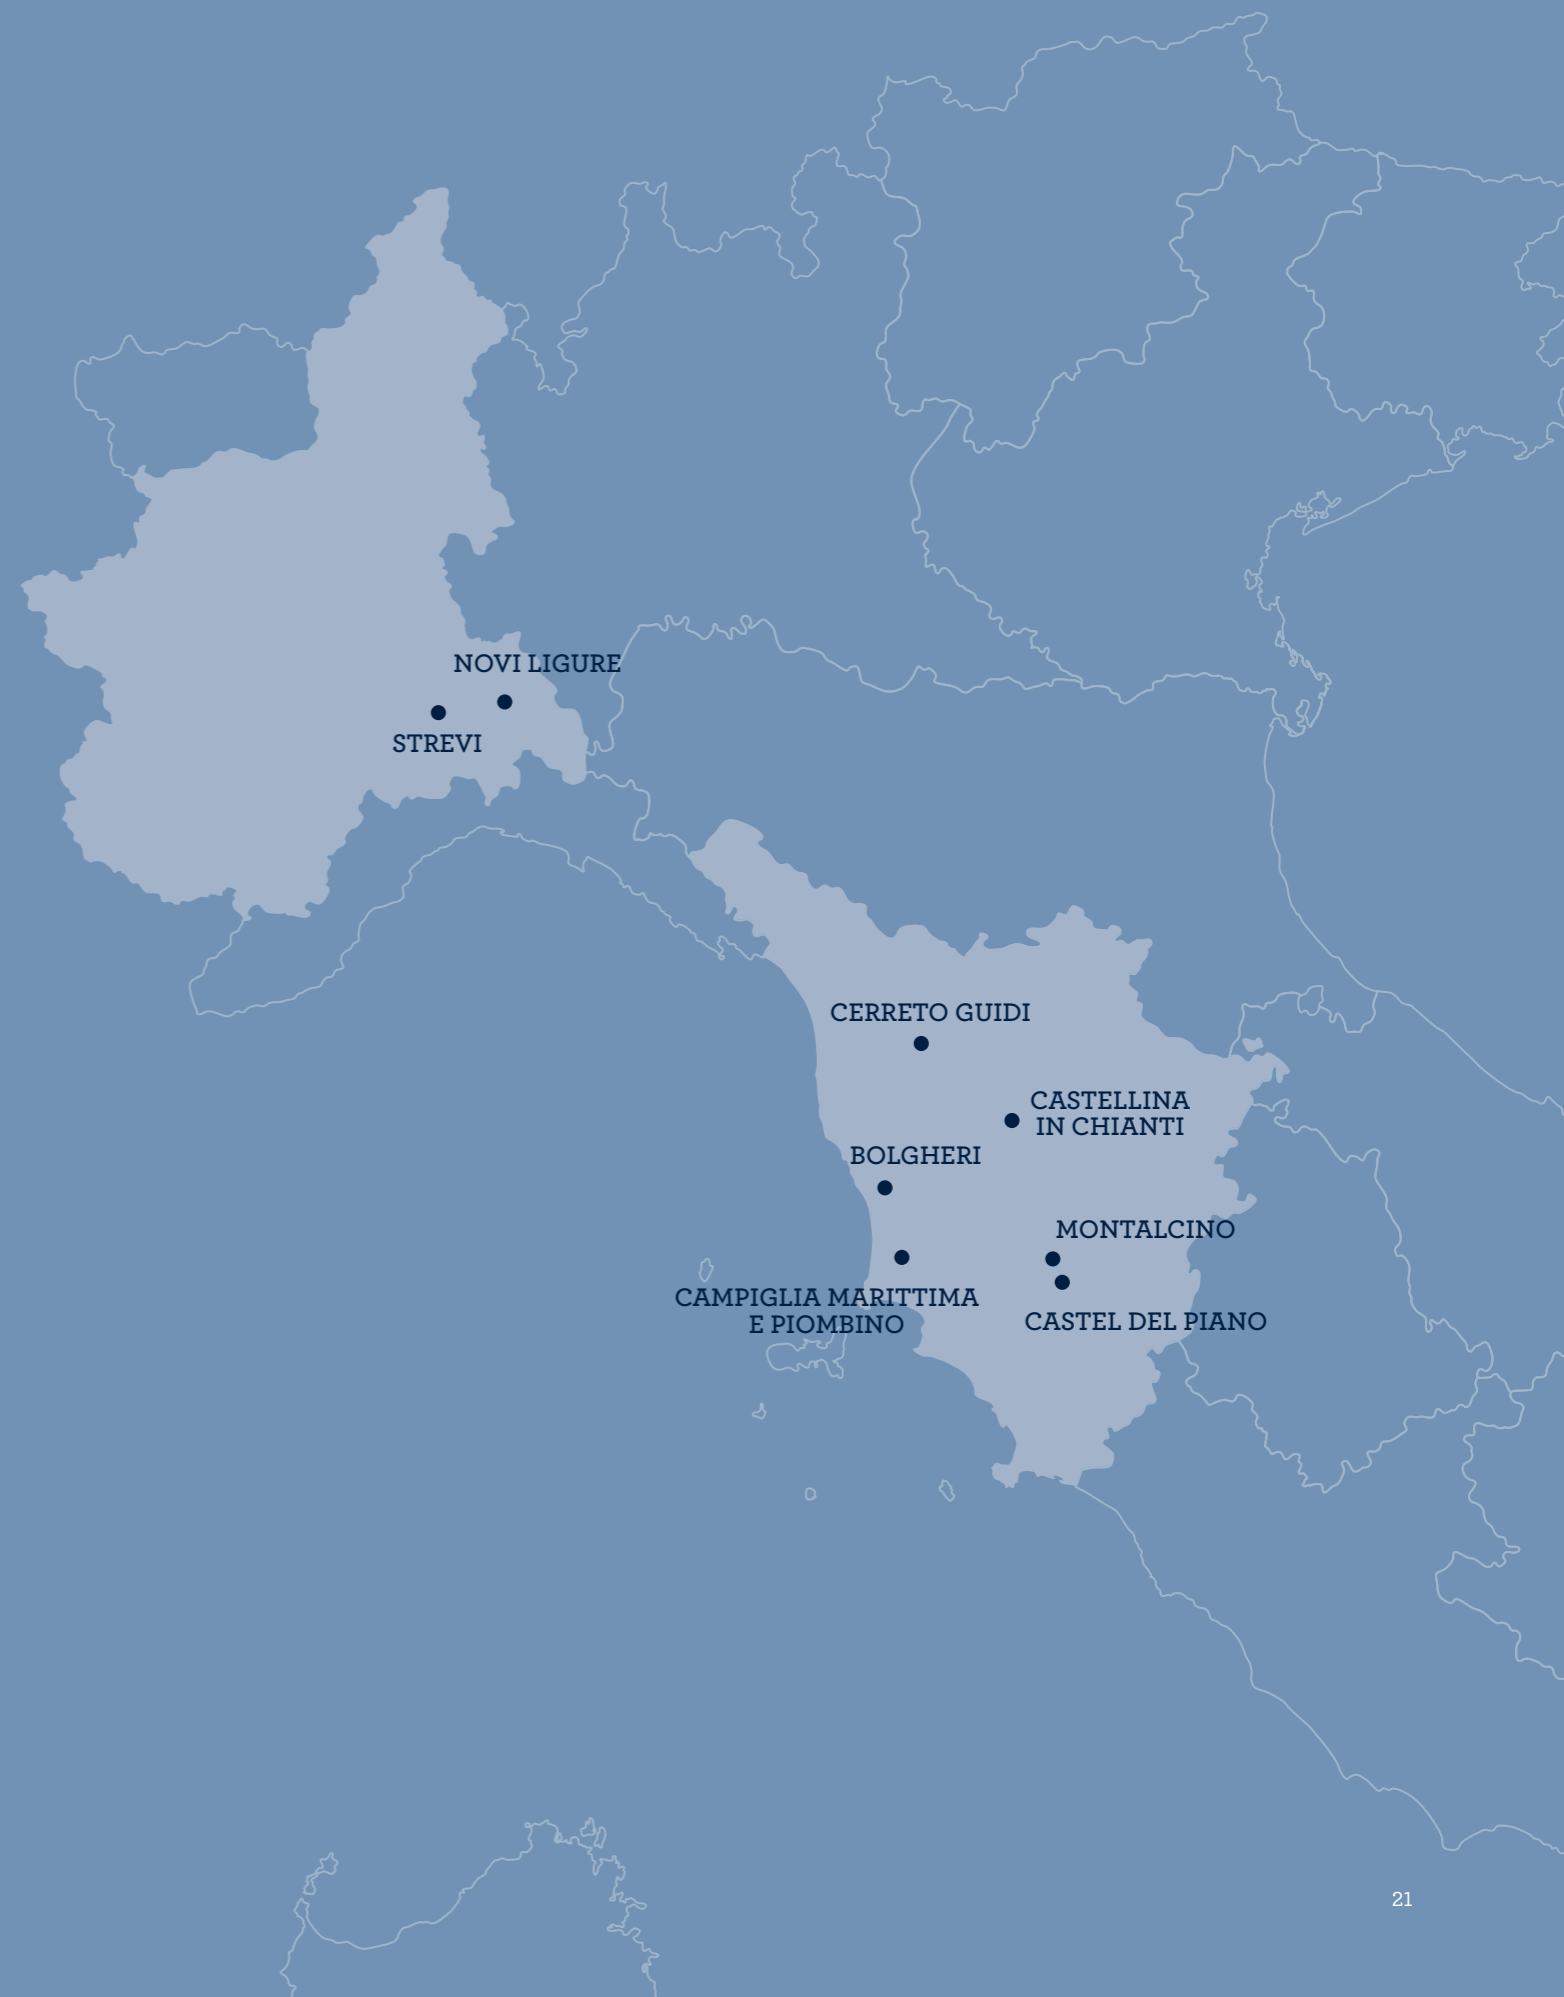 NOVI LIGURE
STREVI
CERRETO GUIDI
CASTELLINA
IN CHIANTI
BOLGHERI
MONTALCINO
CAMPIGLIA MARITTIMA
E PIOMBINO
CASTEL DEL PIANO
21